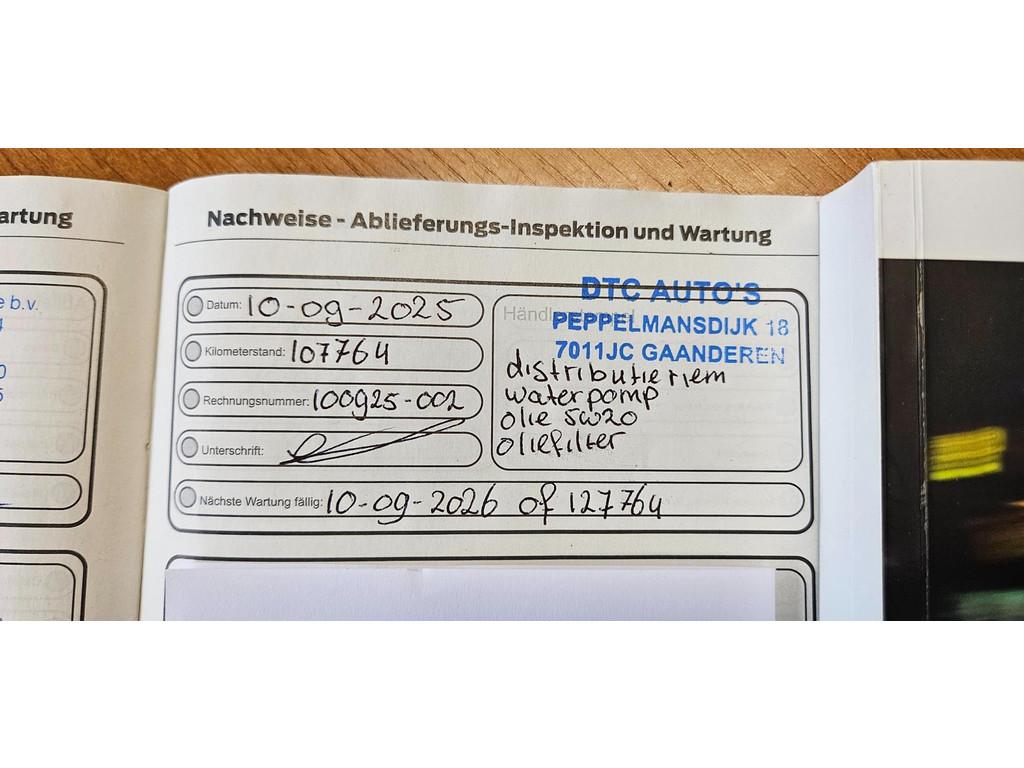 artung
Nachweise - Ablieferungs-Inspektion und Wartung
e b.v.
Datum: 10-09-2025
Kilometerstand: 107764
Rechnungsnummer: 100925-002
Unterschrift:
DTC AUTO'S
PEPPELMANSDIJK 18
7011JC GAANDEREN
distributieriem
waterpomp
olie 5W20
oliefilter
Nächste Wartung fällig: 10-09-2026 of 127764